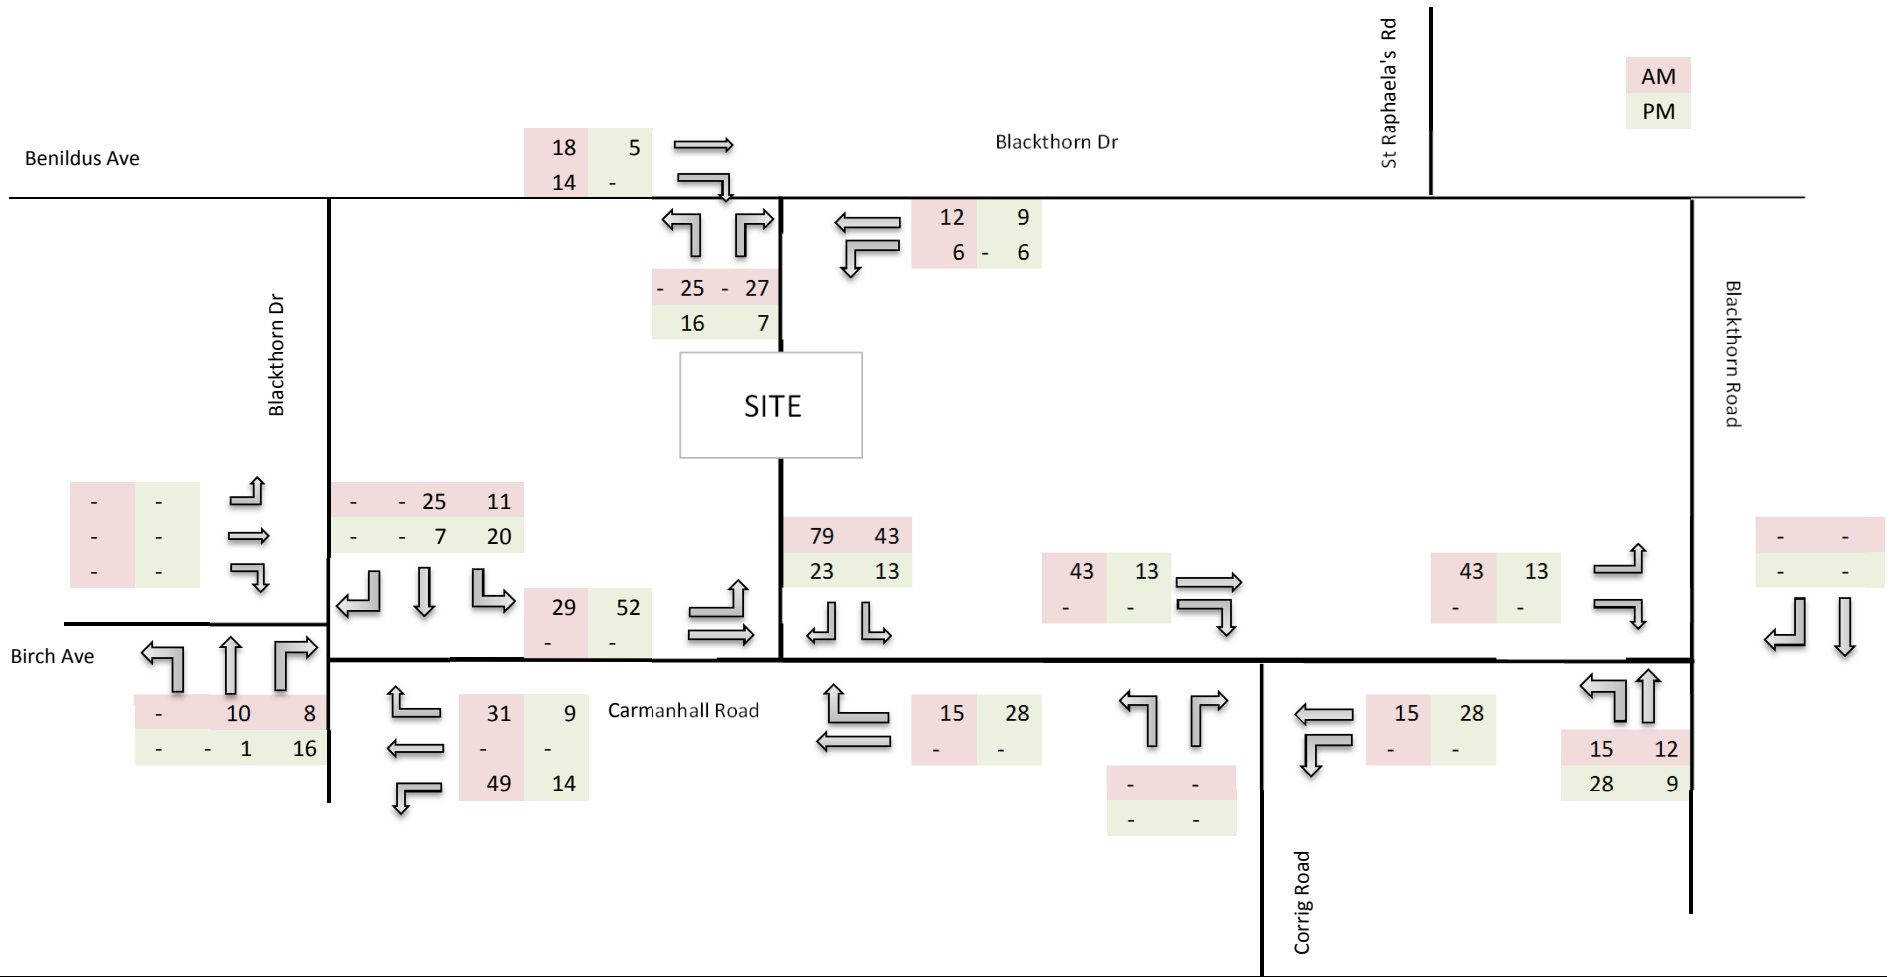 St Raphaela's Rd
AM
PM
Benildus Ave
18 5
14 -
Blackthorn Dr
12 9
6 - 6
- 25 - 27
16 7
Blackthorn Dr
SITE
Blackthorn Road
- -
- -
- -
- - 25 11
- - 7 20
79 43
23 13
43 13
- -
43 13
- -
- -
- -
29 52
- -
Birch Ave
- 10 8
- - 1 16
31 9
- -
49 14
Carmanhall Road
15 28
- -
- -
- -
15 28
- -
15 12
28 9
Corrig Road